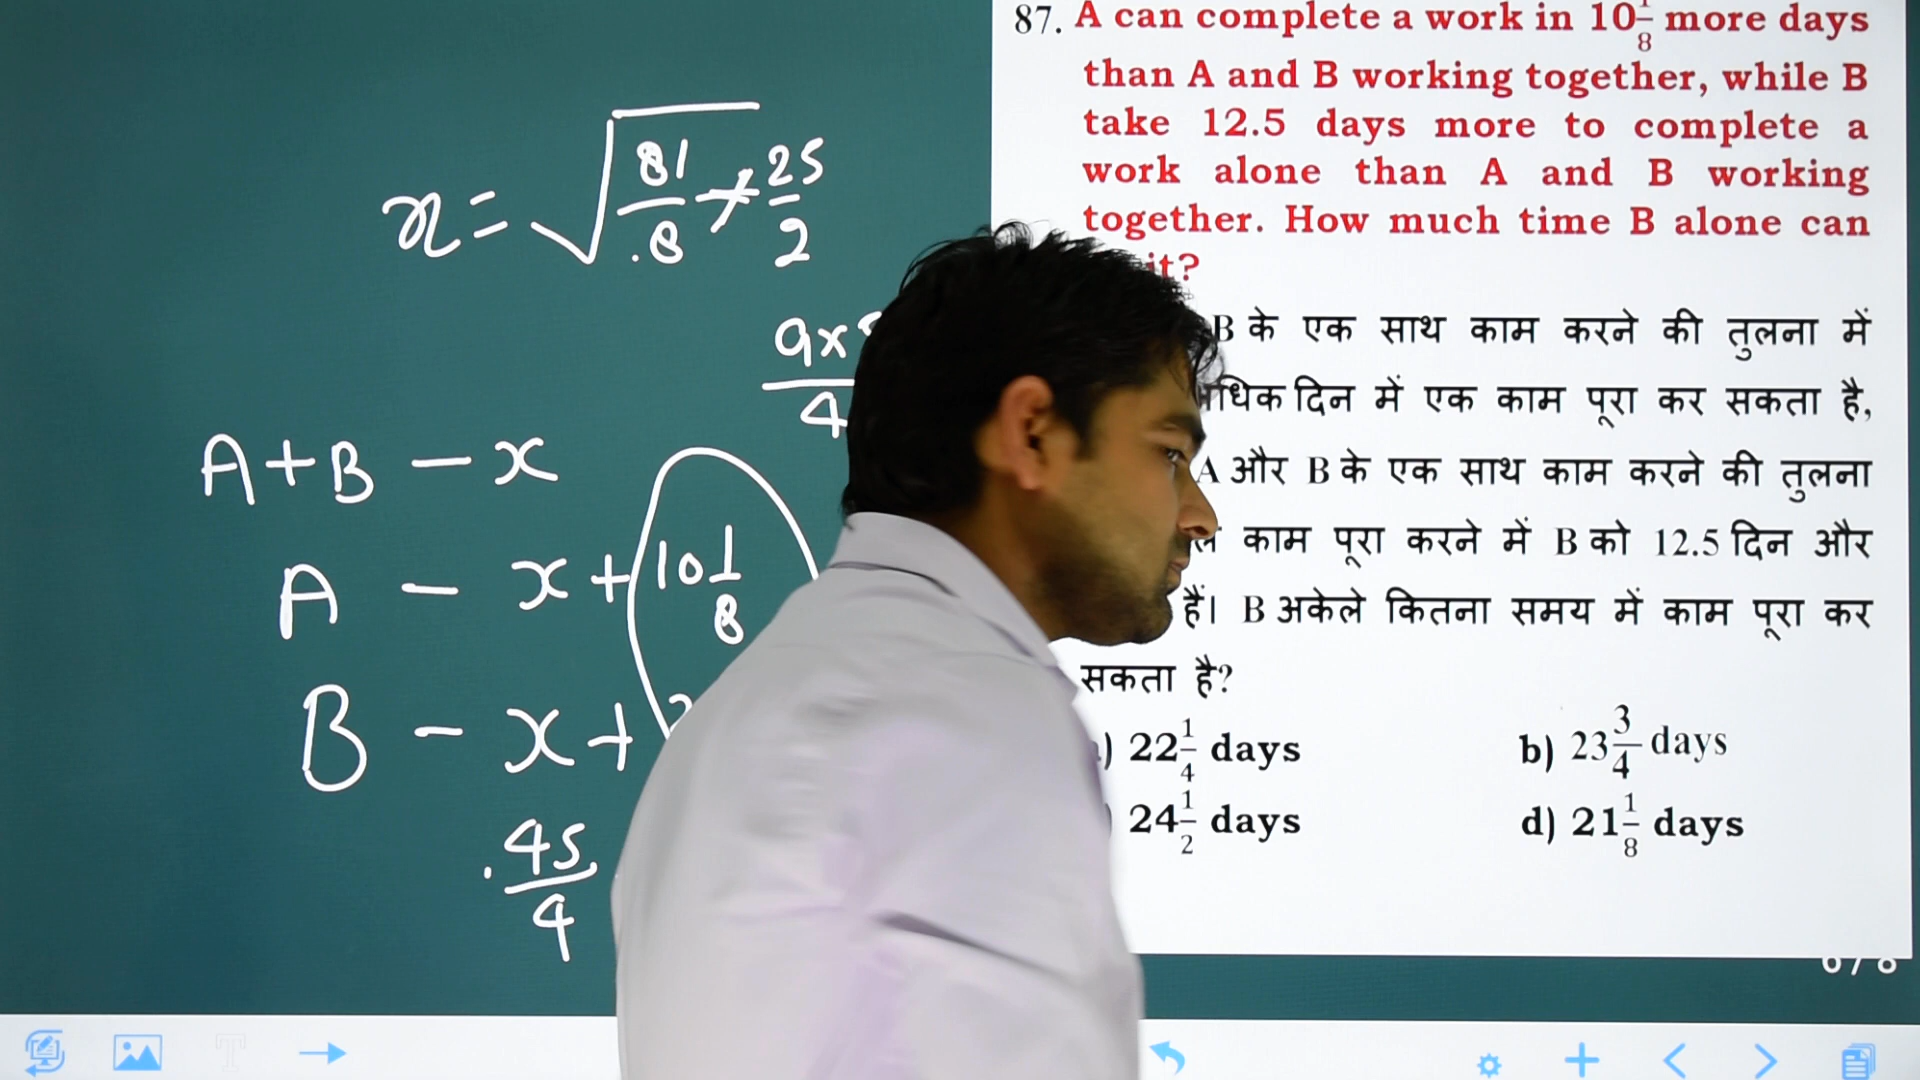 x = √ 81/8 × 25/2
9×
4
A+B – x
A – x + 10 1/8
B – x +
45/4
87. A can complete a work in 10 1/8 more days
than A and B working together, while B
take 12.5 days more to complete a
work alone than A and B working
together. How much time B alone can
it?
B के एक साथ काम करने की तुलना में
दिन में एक काम पूरा कर सकता है,
A और B के एक साथ काम करने की तुलना
काम पूरा करने में B को 12.5 दिन और
हैं। B अकेले कितना समय में काम पूरा कर
सकता है?
) 22 1/4 days b) 23 3/4 days
24 1/2 days d) 21 1/8 days